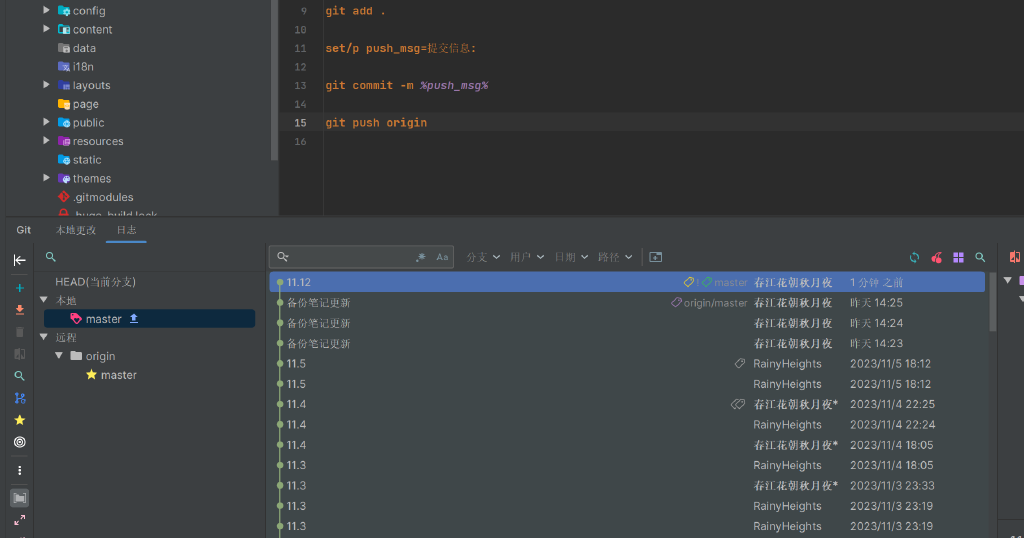 config
content
data
i18n
layouts
page
public
resources
static
themes
.gitmodules
.hugo_build.lock
9 git add .
10
11 set/p push_msg=提交信息:
12
13 git commit -m %push_msg%
14
15 git push origin
16
Git 本地更改 日志
HEAD(当前分支)
本地
master
远程
origin
master
Aa 分支 用户 日期 路径
11.12 master 春江花朝秋月夜 1 分钟 之前
备份笔记更新 origin/master 春江花朝秋月夜 昨天 14:25
备份笔记更新 春江花朝秋月夜 昨天 14:24
备份笔记更新 春江花朝秋月夜 昨天 14:23
11.5 RainyHeights 2023/11/5 18:12
11.5 RainyHeights 2023/11/5 18:12
11.4 春江花朝秋月夜* 2023/11/4 22:25
11.4 RainyHeights 2023/11/4 22:24
11.4 春江花朝秋月夜* 2023/11/4 18:05
11.3 RainyHeights 2023/11/4 18:05
11.3 春江花朝秋月夜* 2023/11/3 23:33
11.3 RainyHeights 2023/11/3 23:19
11.3 RainyHeights 2023/11/3 23:19